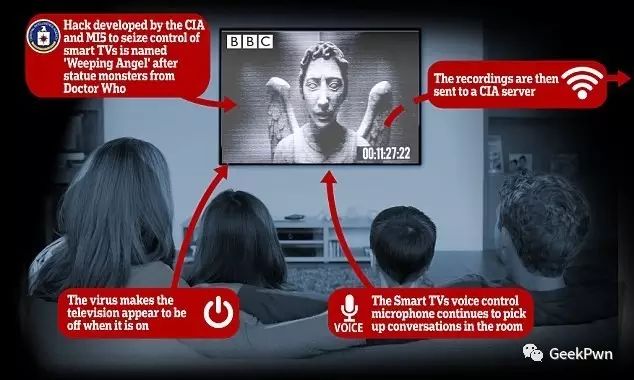 Hack developed by the CIA
and MI5 to seize control of
smart TVs is named
'Weeping Angel' after
statue monsters from
Doctor Who
BBC
00:11:27:22
The recordings are then
sent to a CIA server
The virus makes the
television appear to be
off when it is on
VOICE
The Smart TVs voice control
microphone continues to pick
up conversations in the room
GeekPwn